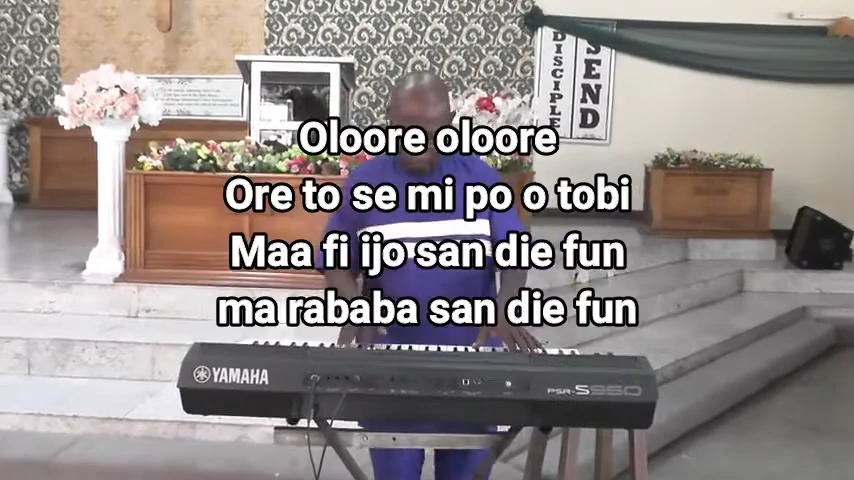 DISCIPLE
SEND
Oloore oloore
Ore to se mi po o tobi
Maa fi ijo san die fun
ma rababa san die fun
YAMAHA
PSR-S950